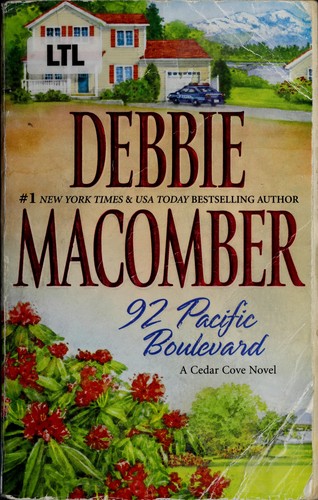 LTL
DEBBIE
#1 NEW YORK TIMES & USA TODAY BESTSELLING AUTHOR
MACOMBER
92 Pacific
Boulevard
A Cedar Cove Novel